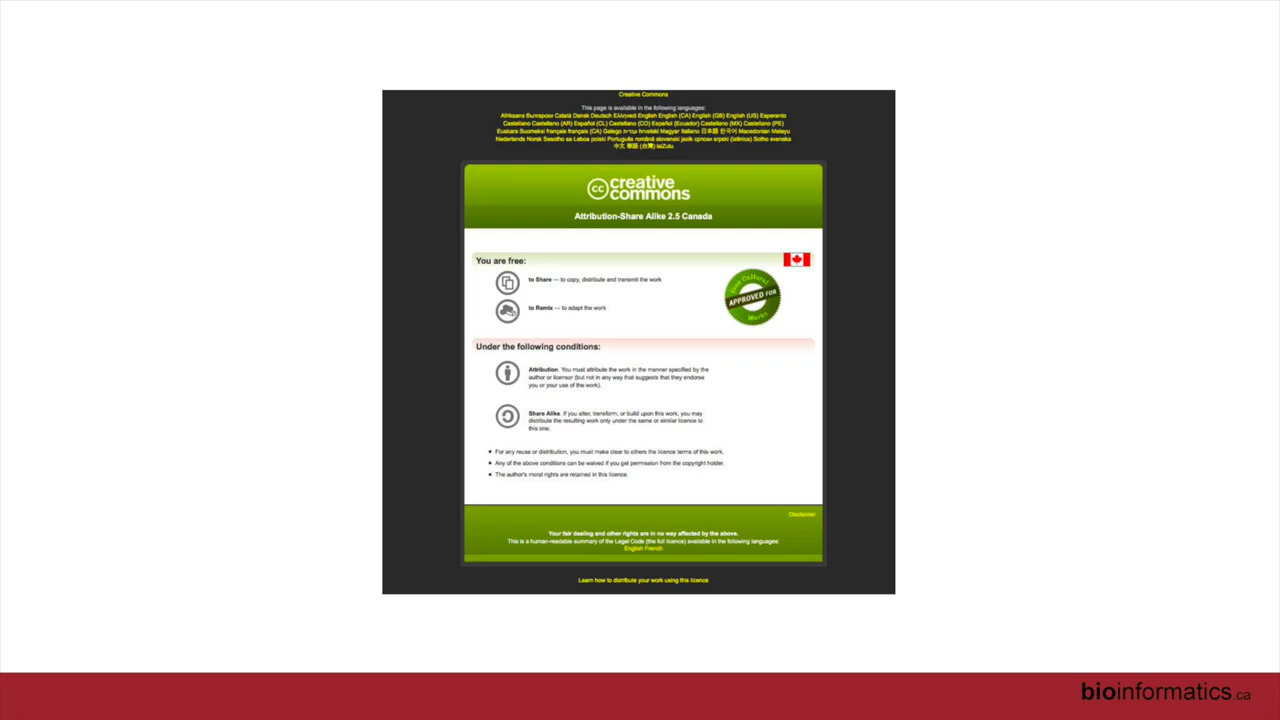 Creative Commons
This page is available in the following languages:
Afrikaans български Català Dansk Deutsch Ελληνικά English English (CA) English (GB) English (US) Esperanto
Castellano Castellano (AR) Español (CL) Castellano (CO) Español (Ecuador) Castellano (MX) Castellano (PE)
Euskara Suomeksi français français (CA) Galego עברית hrvatski Magyar Italiano 日本語 한국어 Macedonian Melayu
Nederlands Norsk Sesotho sa Leboa polski Português română slovenski jezik српски srpski (latinica) Sotho svenska
中文 華語 (台灣) isiZulu
creative
commons
Attribution-Share Alike 2.5 Canada
You are free:
to Share — to copy, distribute and transmit the work
to Remix — to adapt the work
Free Cultural
APPROVED FOR
Works
Under the following conditions:
Attribution. You must attribute the work in the manner specified by the
author or licensor (but not in any way that suggests that they endorse
you or your use of the work).
Share Alike. If you alter, transform, or build upon this work, you may
distribute the resulting work only under the same or similar licence to
this one.
For any reuse or distribution, you must make clear to others the licence terms of this work.
Any of the above conditions can be waived if you get permission from the copyright holder.
The author's moral rights are retained in this licence.
Disclaimer
Your fair dealing and other rights are in no way affected by the above.
This is a human-readable summary of the Legal Code (the full licence) available in the following languages:
English French
Learn how to distribute your work using this licence
bioinformatics.ca